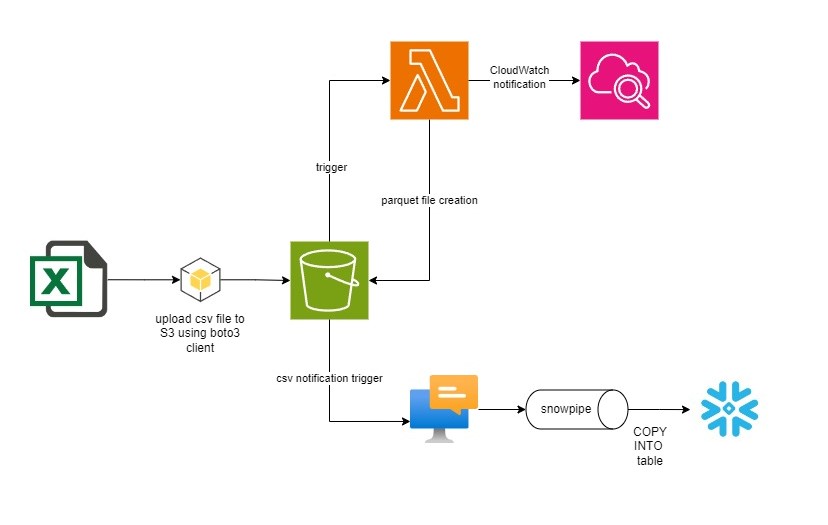 CloudWatch
notification
trigger
parquet file creation
X
upload csv file to
S3 using boto3
client
csv notification trigger
snowpipe
COPY
INTO
table